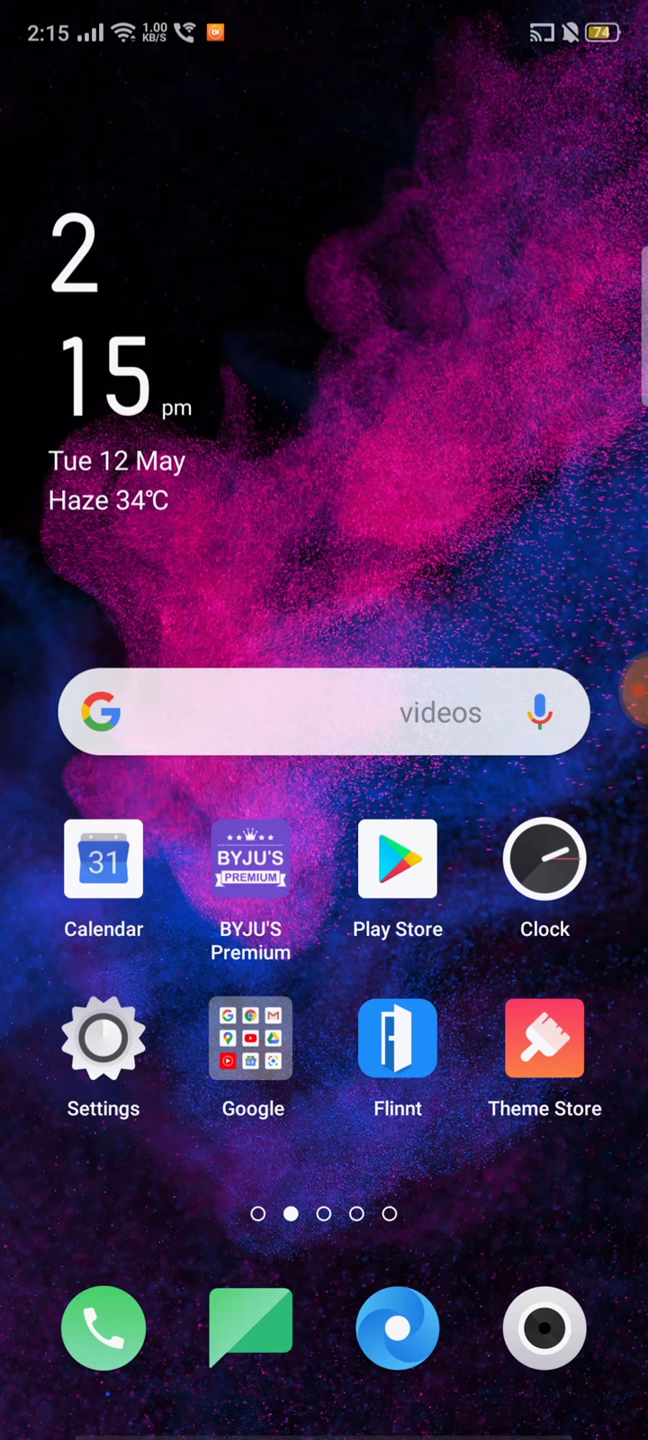 2:15 1.00 KB/S 74
2
15 pm
Tue 12 May
Haze 34°C
videos
31
BYJU'S
PREMIUM
Calendar BYJU'S Premium Play Store Clock
Settings Google Flinnt Theme Store